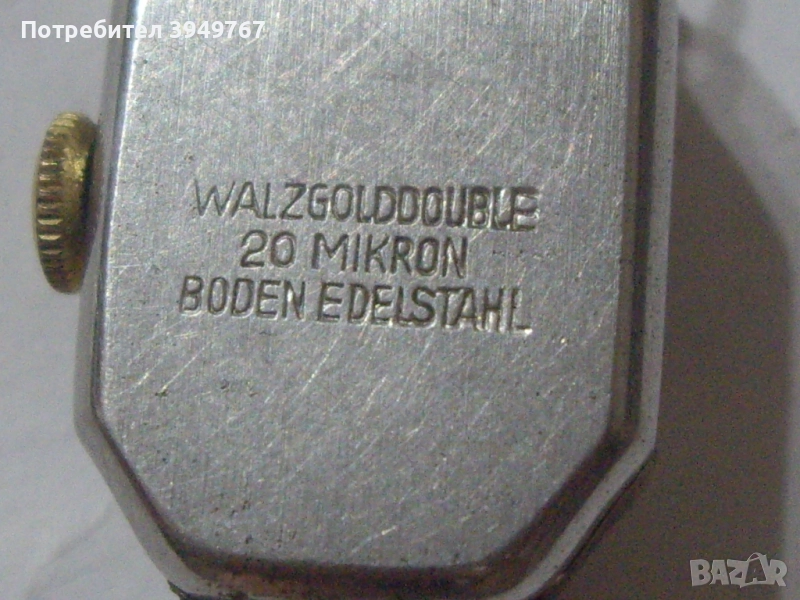 Потребител 3949767
WALZGOLDDOUBLE
20 MIKRON
BODEN EDELSTAHL
BAZAR